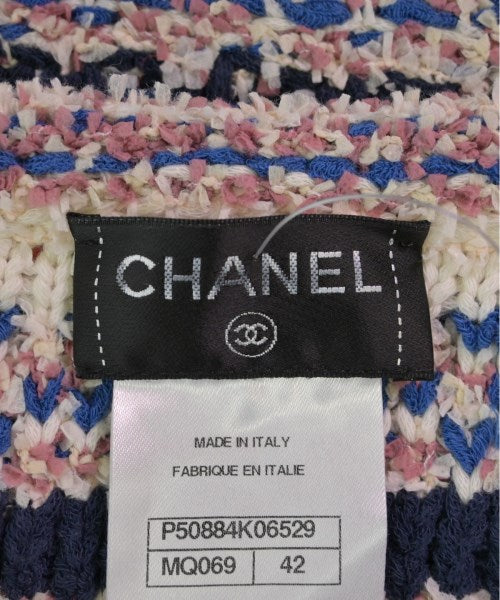 CHANEL
MADE IN ITALY
FABRIQUE EN ITALIE
P50884K06529
MQ069 42